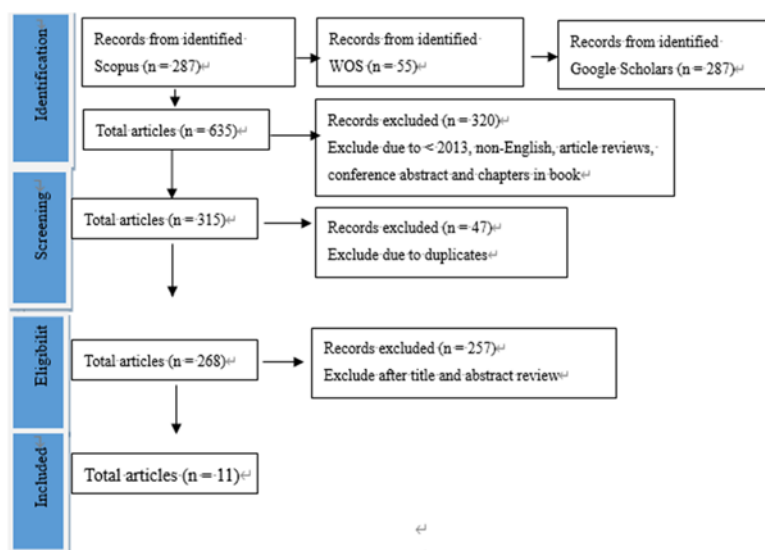 Identification
Records from identified
Scopus (n = 287)
Records from identified
WOS (n = 55)
Records from identified
Google Scholars (n = 287)
Total articles (n = 635)
Records excluded (n = 320)
Exclude due to < 2013, non-English, article reviews,
conference abstract and chapters in book
Screening
Total articles (n = 315)
Records excluded (n = 47)
Exclude due to duplicates
Eligibilit
Total articles (n = 268)
Records excluded (n = 257)
Exclude after title and abstract review
Included
Total articles (n = 11)